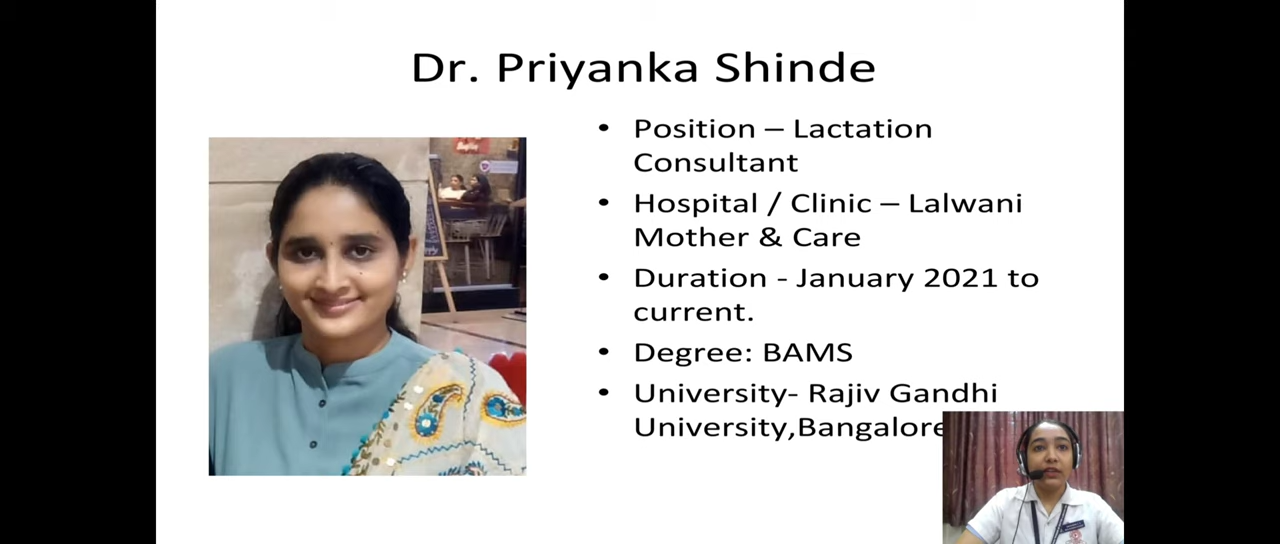 Dr. Priyanka Shinde
• Position – Lactation
Consultant
• Hospital / Clinic – Lalwani
Mother & Care
• Duration - January 2021 to
current.
• Degree: BAMS
• University- Rajiv Gandhi
University,Bangalore